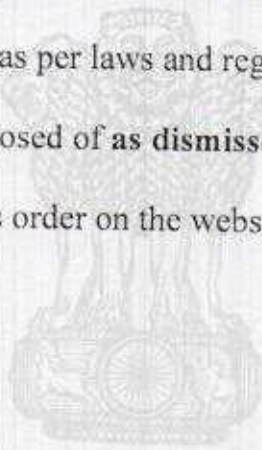 as per laws and reg
osed of as dismiss
order on the webs